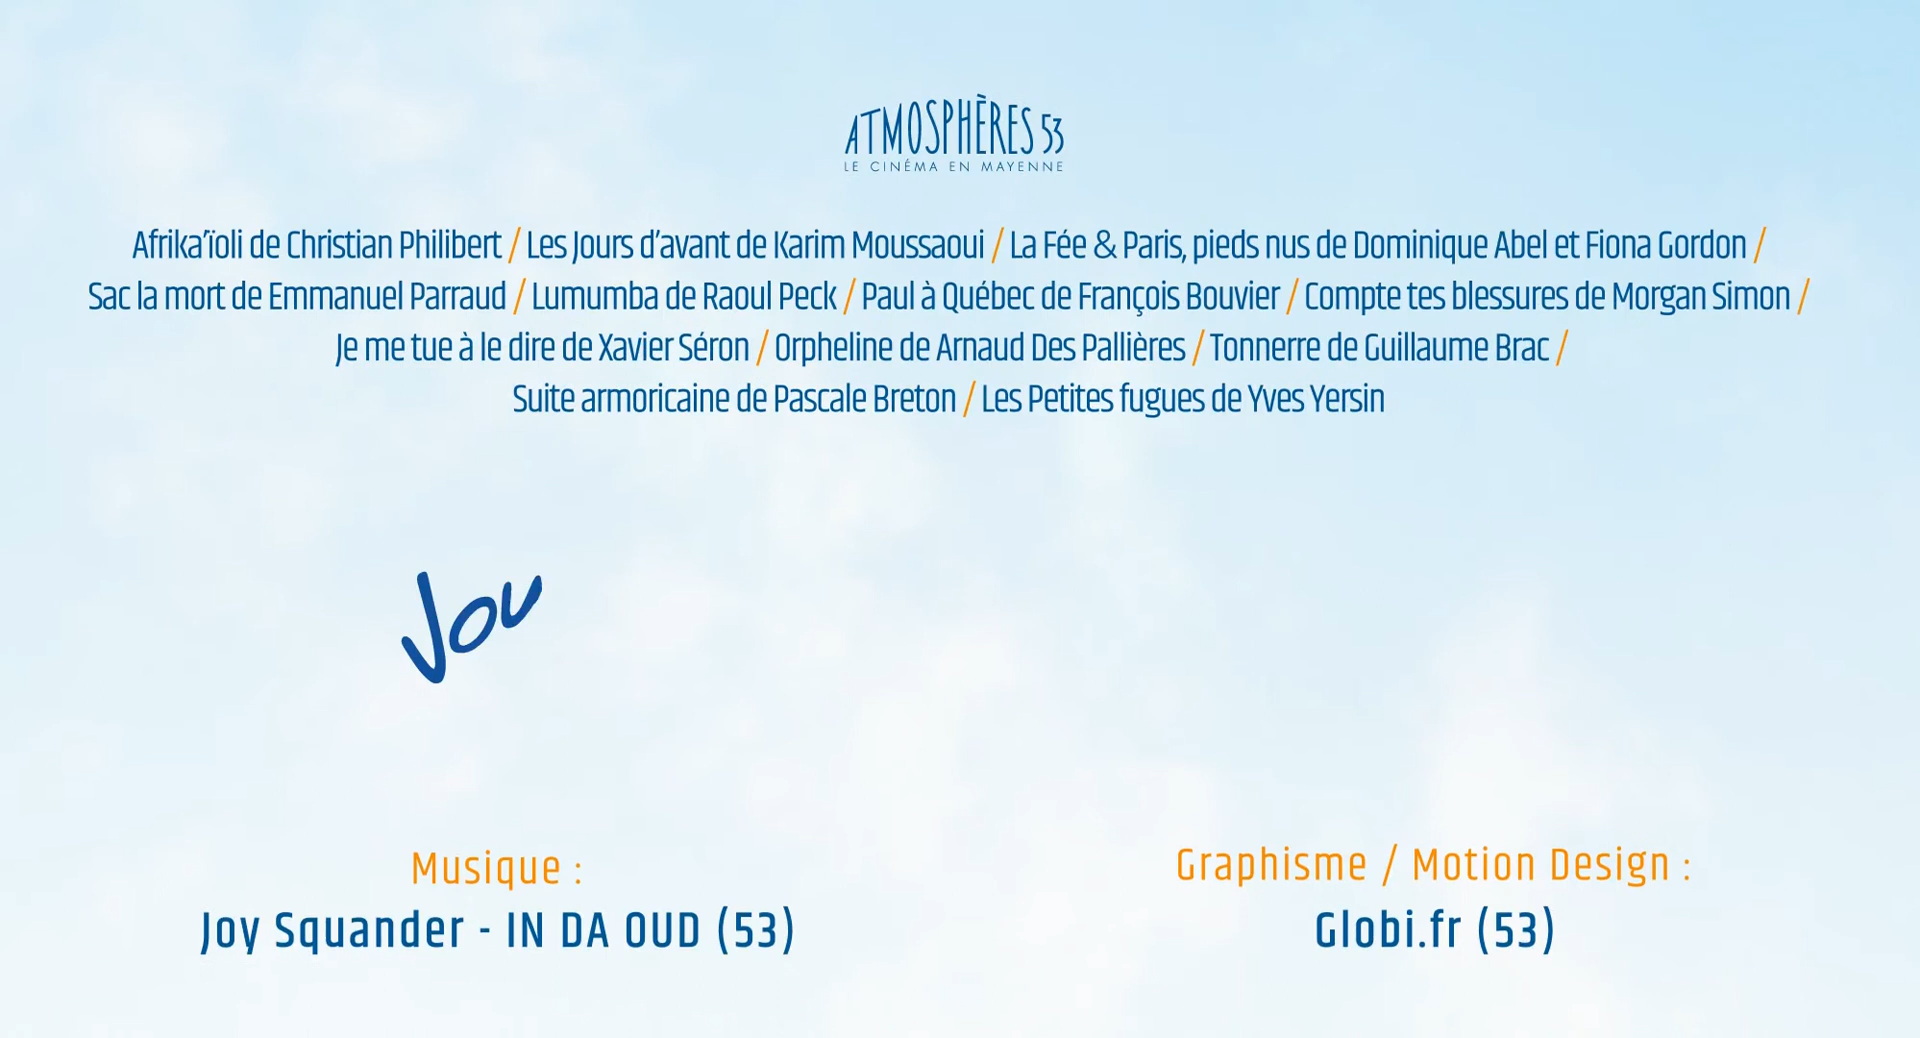 ATMOSPHÈRES 53
LE CINÉMA EN MAYENNE
Afrika’ïoli de Christian Philibert / Les Jours d’avant de Karim Moussaoui / La Fée & Paris, pieds nus de Dominique Abel et Fiona Gordon /
Sac la mort de Emmanuel Parraud / Lumumba de Raoul Peck / Paul à Québec de François Bouvier / Compte tes blessures de Morgan Simon /
Je me tue à le dire de Xavier Séron / Orpheline de Arnaud Des Pallières / Tonnerre de Guillaume Brac /
Suite armoricaine de Pascale Breton / Les Petites fugues de Yves Yersin
Jou
Musique :
Joy Squander - IN DA OUD (53)
Graphisme / Motion Design :
Globi.fr (53)